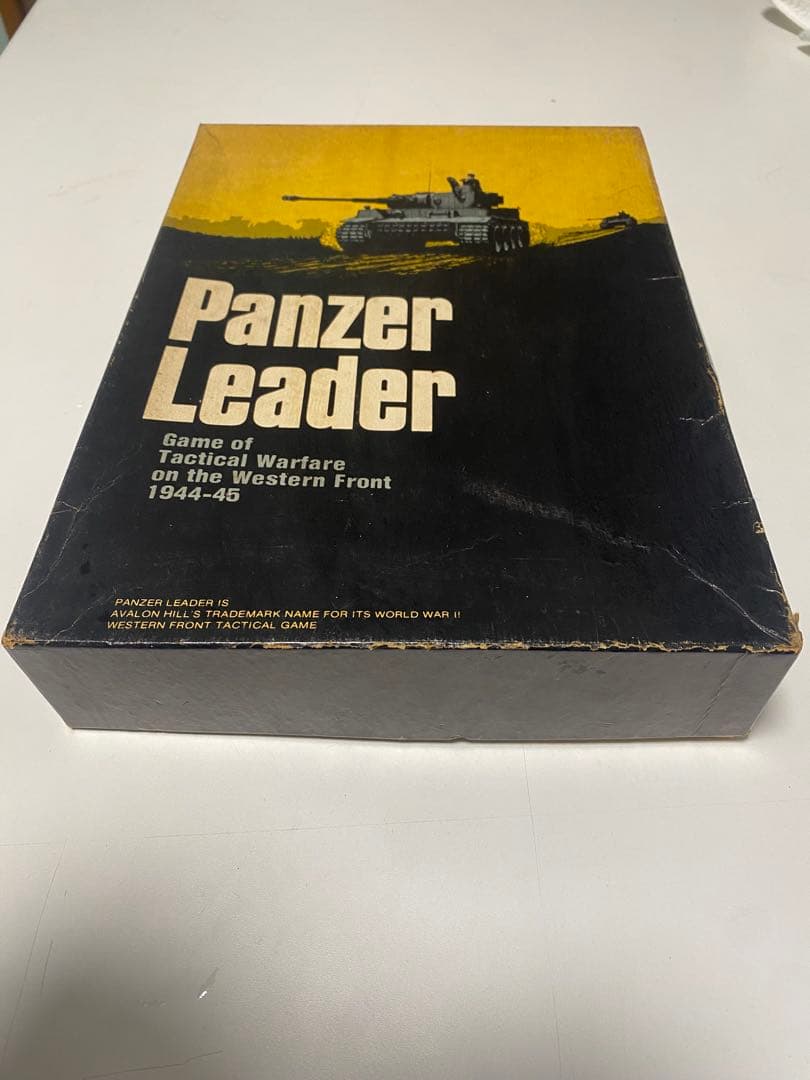 Panzer
Leader
Game of
Tactical Warfare
on the Western Front
1944-45
PANZER LEADER IS
AVALON HILL'S TRADEMARK NAME FOR ITS WORLD WAR II
WESTERN FRONT TACTICAL GAME